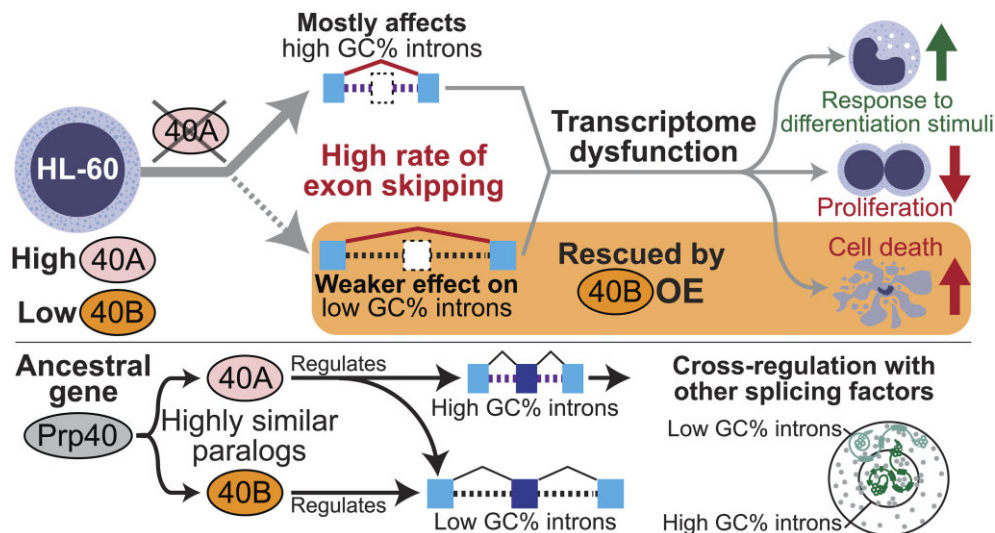 Mostly affects
high GC% introns
40A
HL-60
High 40A
Low 40B
High rate of
exon skipping
Weaker effect on
low GC% introns
Rescued by
40B OE
Transcriptome
dysfunction
Response to
differentiation stimuli
Proliferation
Cell death
Ancestral
gene
Prp40
40A
Highly similar
paralogs
40B
Regulates
Regulates
High GC% introns
Low GC% introns
Cross-regulation with
other splicing factors
Low GC% introns
High GC% introns